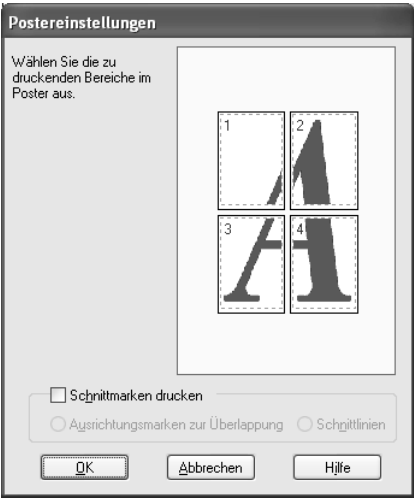 Postereinstellungen
Wählen Sie die zu
druckenden Bereiche im
Poster aus.
1 2
A
3 4
Schnittmarken drucken
Ausrichtungsmarken zur Überlappung Schnittlinien
OK Abbrechen Hilfe